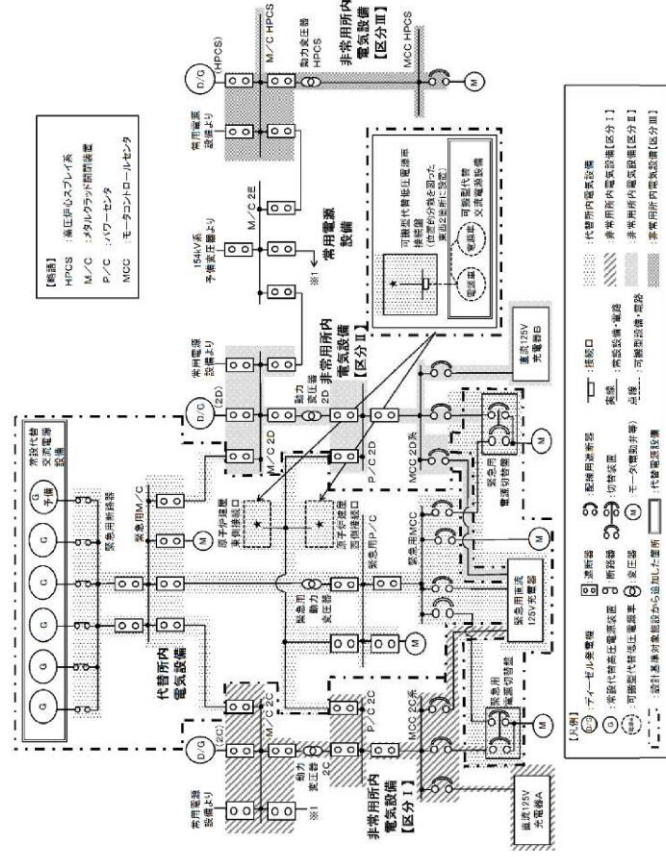 【略語】
HPCS :高圧炉心スプレイ系
M/C :メタルクラッド開閉装置
P/C :パワーセンタ
MCC :モータコントロールセンタ
常設代替
交流電源
設備
G
G
G
G
G
G
予備
緊急用断路器
緊急用M/C
M
代替所内
電気設備
常用電源
設備より
※1
D/G
(2C)
M/C 2C
動力
変圧器
2C
P/C 2C
非常用所内
電気設備
【区分Ⅰ】
MCC 2C系
直流125V
充電器A
緊急用
電源切替盤
M
緊急用
動力
変圧器
緊急用P/C
M
緊急用MCC
緊急用直流
125V充電器
M
原子炉建屋
東側接続口
原子炉建屋
西側接続口
D/G
(2D)
常用電源
設備より
M/C 2D
動力
変圧器
2D
非常用所内
電気設備
【区分Ⅱ】
P/C 2D
MCC 2D系
緊急用
電源切替盤
M
直流125V
充電器B
154kV系
予備変圧器より
M/C 2E
※1
常用電源
設備
可搬型代替低圧電源車
接続盤
(位置的分散を図った
東西2箇所に設置)
電源車
電源車
可搬型代替
交流電源設備
常用電源
設備より
D/G
(HPCS)
M/C HPCS
動力変圧器
HPCS
非常用所内
電気設備
【区分Ⅲ】
MCC HPCS
M
【凡例】
D/G :ディーゼル発電機
G :常設代替高圧電源装置
電源車 :可搬型代替低圧電源車
:遮断器
:断路器
:変圧器
:配線用遮断器
:切替装置
M :モータ(電動弁等)
:接続口
実線 :常設設備・電路
点線 :可搬型設備・電路
:代替所内電気設備
:非常用所内電気設備【区分Ⅰ】
:非常用所内電気設備【区分Ⅱ】
:非常用所内電気設備【区分Ⅲ】
:設計基準対象施設から追加した箇所
:代替電源設備